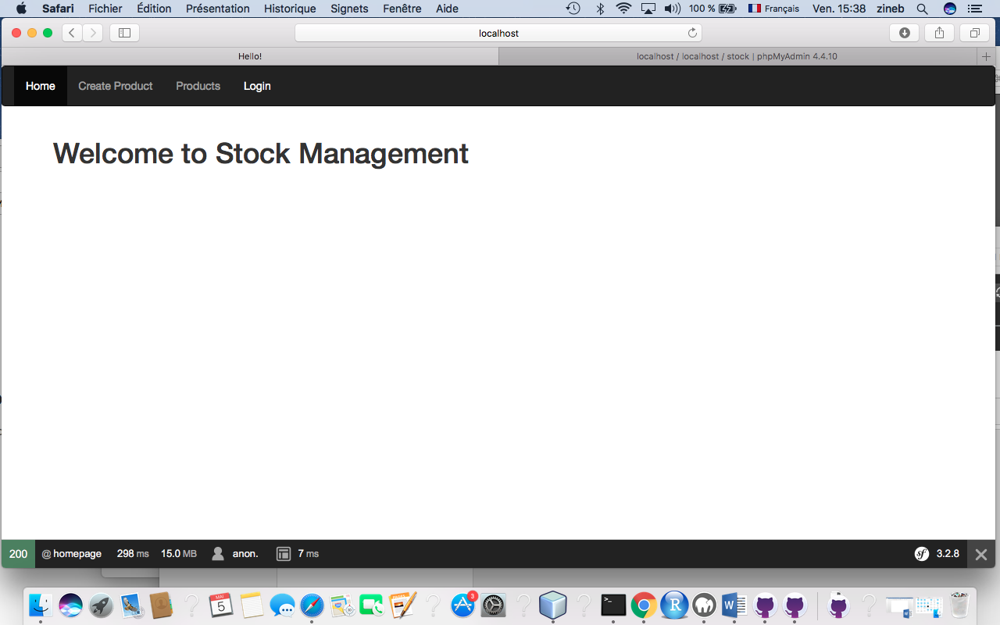 Safari Fichier Édition Présentation Historique Signets Fenêtre Aide 100 % Français Ven. 15:38 zineb
localhost
Hello! localhost / localhost / stock | phpMyAdmin 4.4.10
Home Create Product Products Login
Welcome to Stock Management
200 @ homepage 298 ms 15.0 MB anon. 7 ms sf 3.2.8
MAI
5
3
R
W